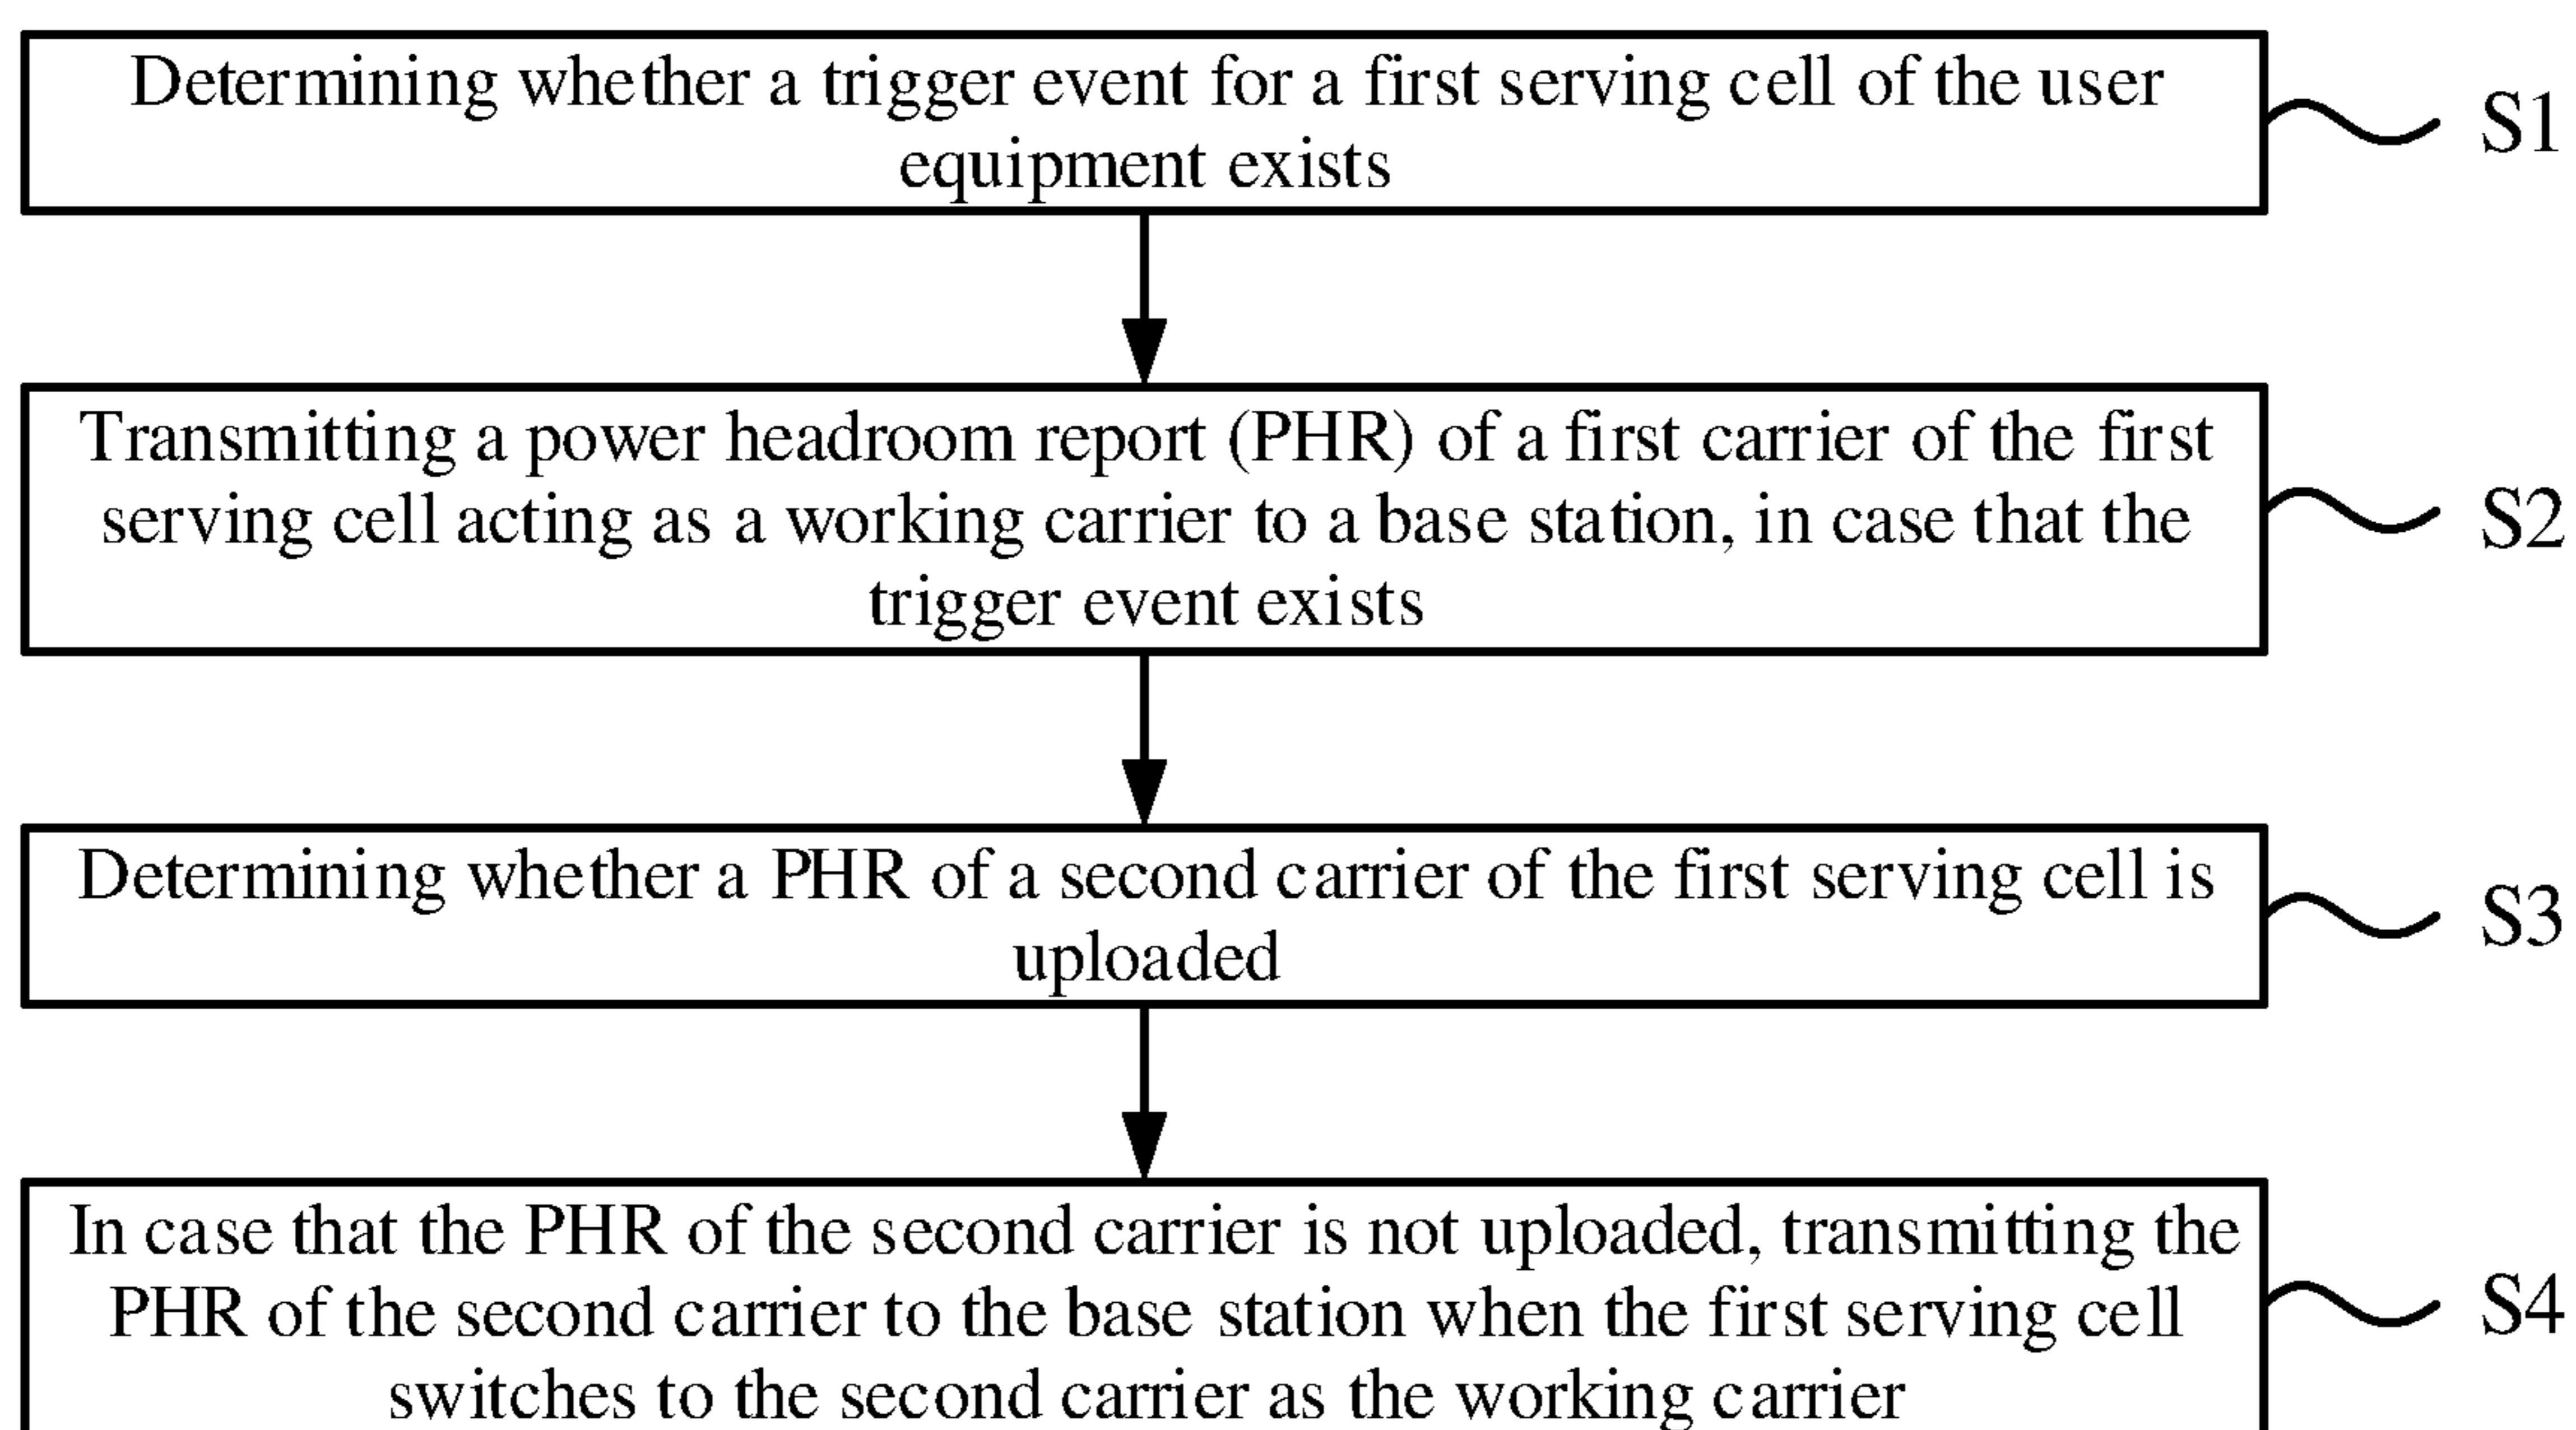 Determining whether a trigger event for a first serving cell of the user
equipment exists
S1
Transmitting a power headroom report (PHR) of a first carrier of the first
serving cell acting as a working carrier to a base station, in case that the
trigger event exists
S2
Determining whether a PHR of a second carrier of the first serving cell is
uploaded
S3
In case that the PHR of the second carrier is not uploaded, transmitting the
PHR of the second carrier to the base station when the first serving cell
switches to the second carrier as the working carrier
S4